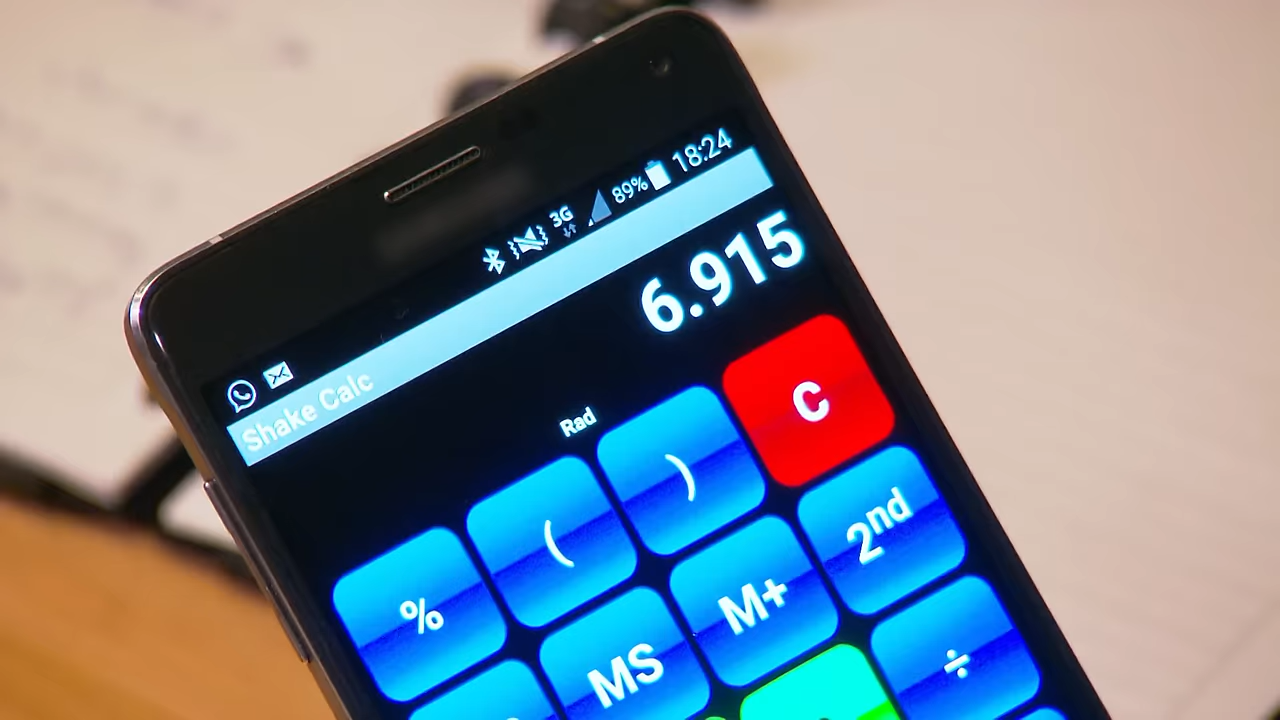 3G 89% 18:24
Shake Calc
6.915
Rad
% ( ) C
MS M+ 2nd
÷